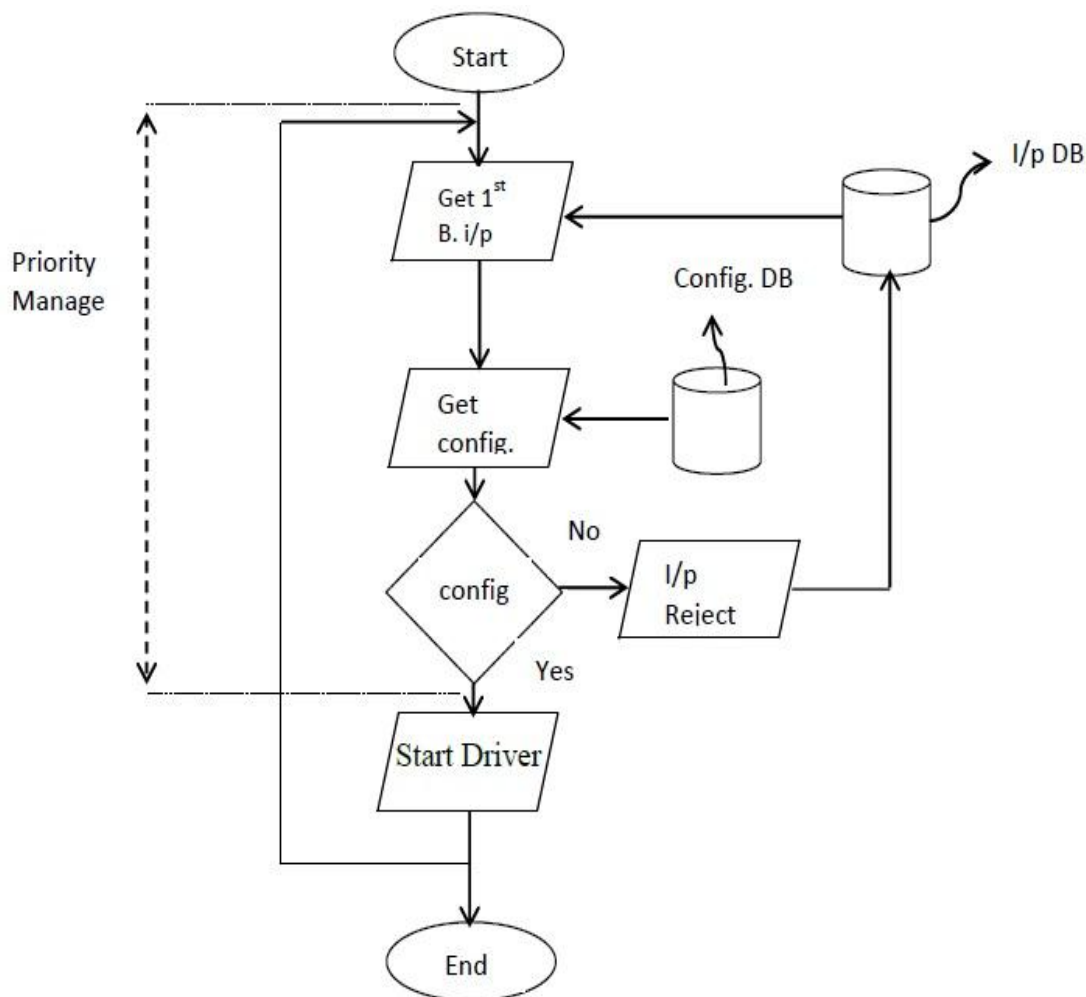 Start
I/p DB
Get 1st
B. i/p
Priority
Manage
Config. DB
Get
config.
No
config
I/p
Reject
Yes
Start Driver
End